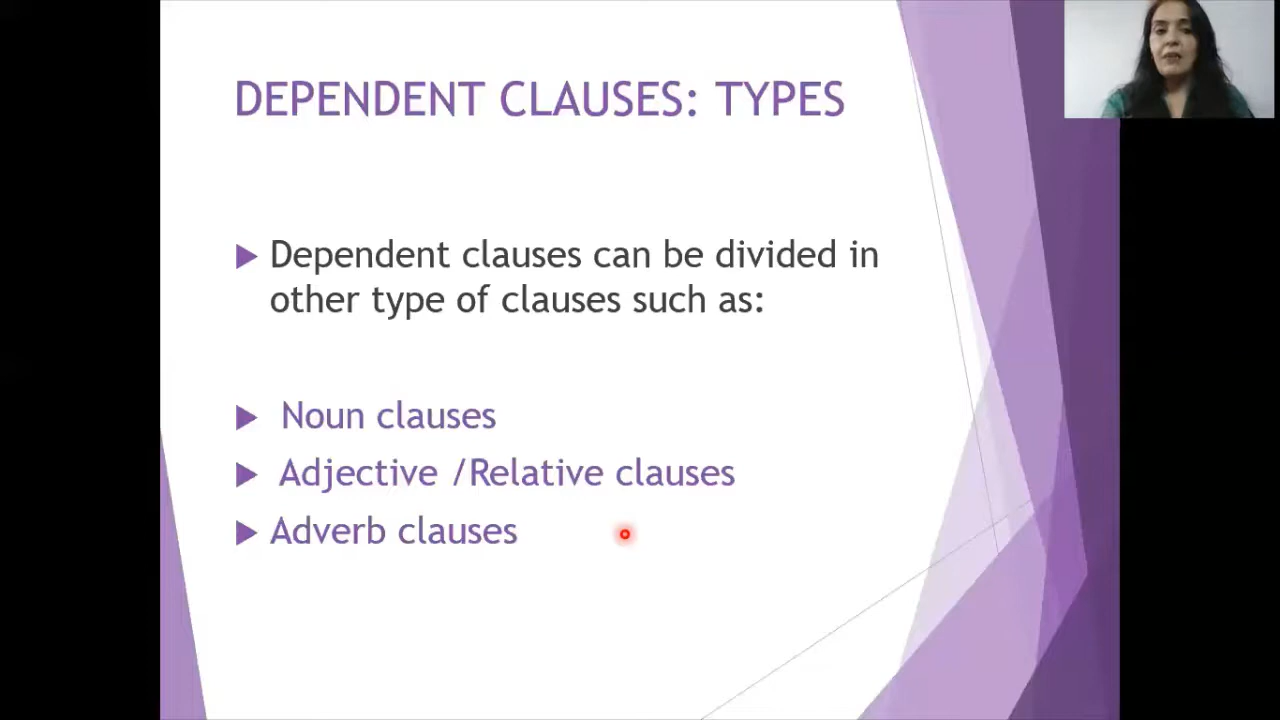 DEPENDENT CLAUSES: TYPES
Dependent clauses can be divided in
other type of clauses such as:
Noun clauses
Adjective /Relative clauses
Adverb clauses